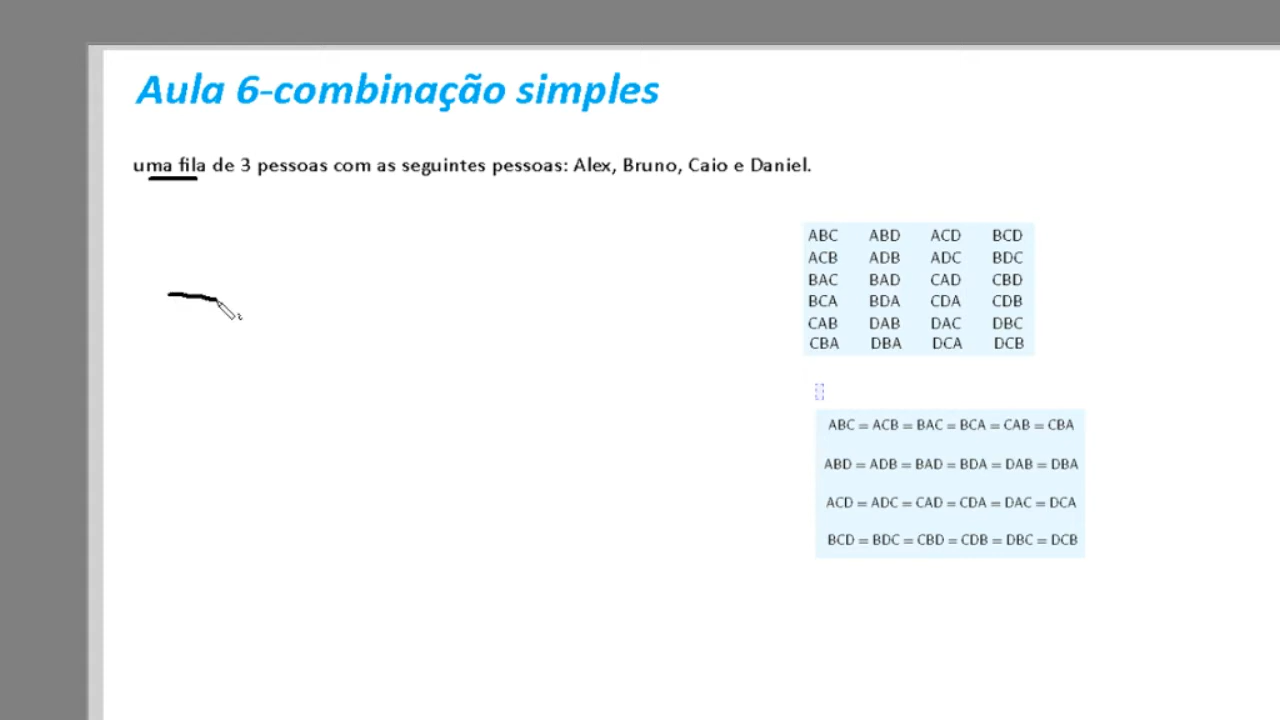 Aula 6-combinação simples
uma fila de 3 pessoas com as seguintes pessoas: Alex, Bruno, Caio e Daniel.
ABC ABD ACD BCD
ACB ADB ADC BDC
BAC BAD CAD CBD
BCA BDA CDA CDB
CAB DAB DAC DBC
CBA DBA DCA DCB
ABC = ACB = BAC = BCA = CAB = CBA
ABD = ADB = BAD = BDA = DAB = DBA
ACD = ADC = CAD = CDA = DAC = DCA
BCD = BDC = CBD = CDB = DBC = DCB